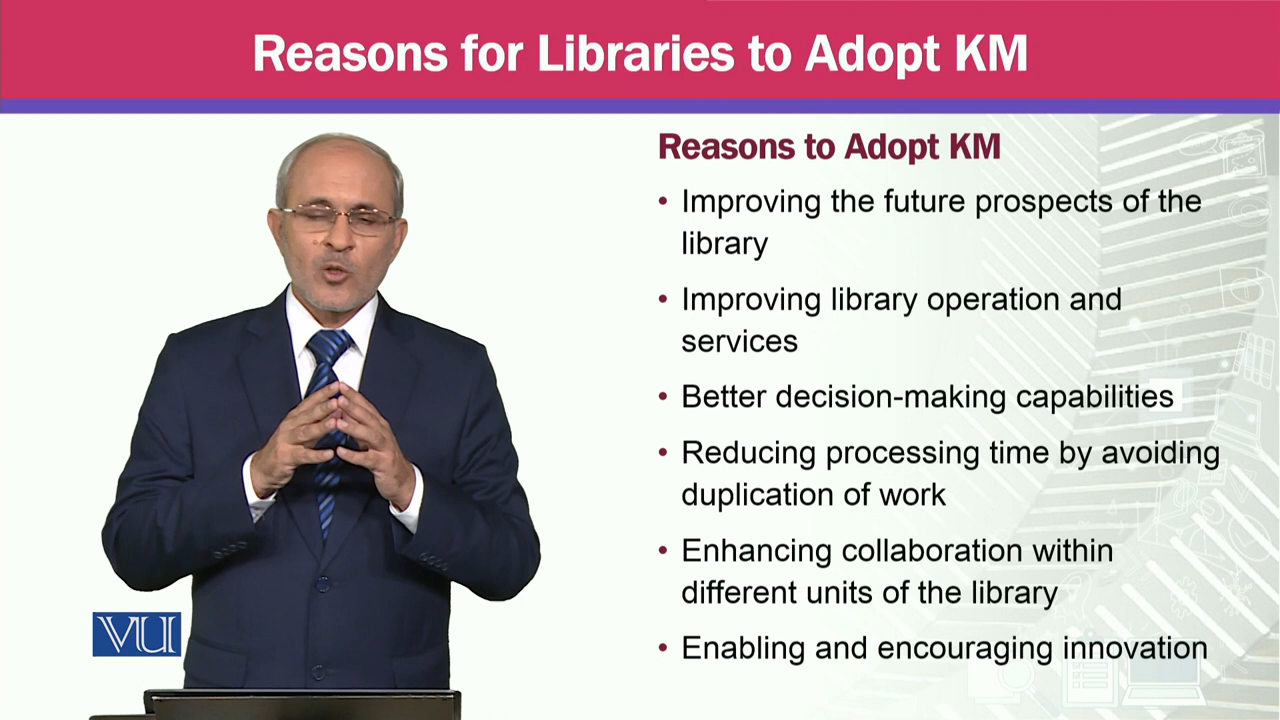 Reasons for Libraries to Adopt KM
Reasons to Adopt KM
• Improving the future prospects of the
library
• Improving library operation and
services
• Better decision-making capabilities
• Reducing processing time by avoiding
duplication of work
• Enhancing collaboration within
different units of the library
• Enabling and encouraging innovation
VU